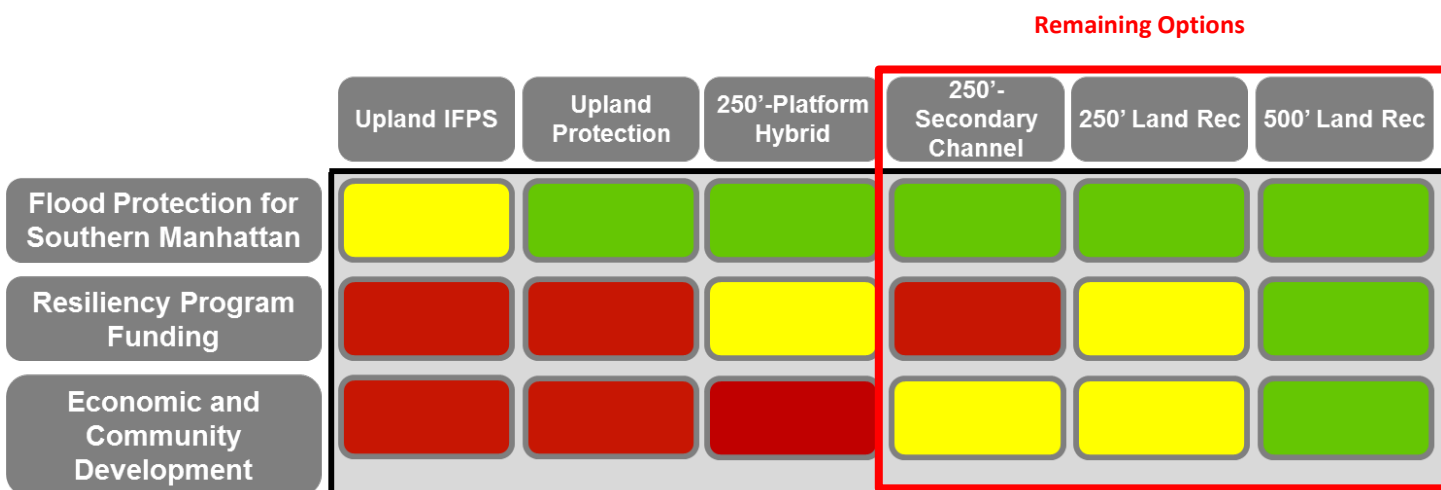 Remaining Options
Upland IFPS
Upland
Protection
250’-Platform
Hybrid
250’-
Secondary
Channel
250’ Land Rec
500’ Land Rec
Flood Protection for
Southern Manhattan
Resiliency Program
Funding
Economic and
Community
Development